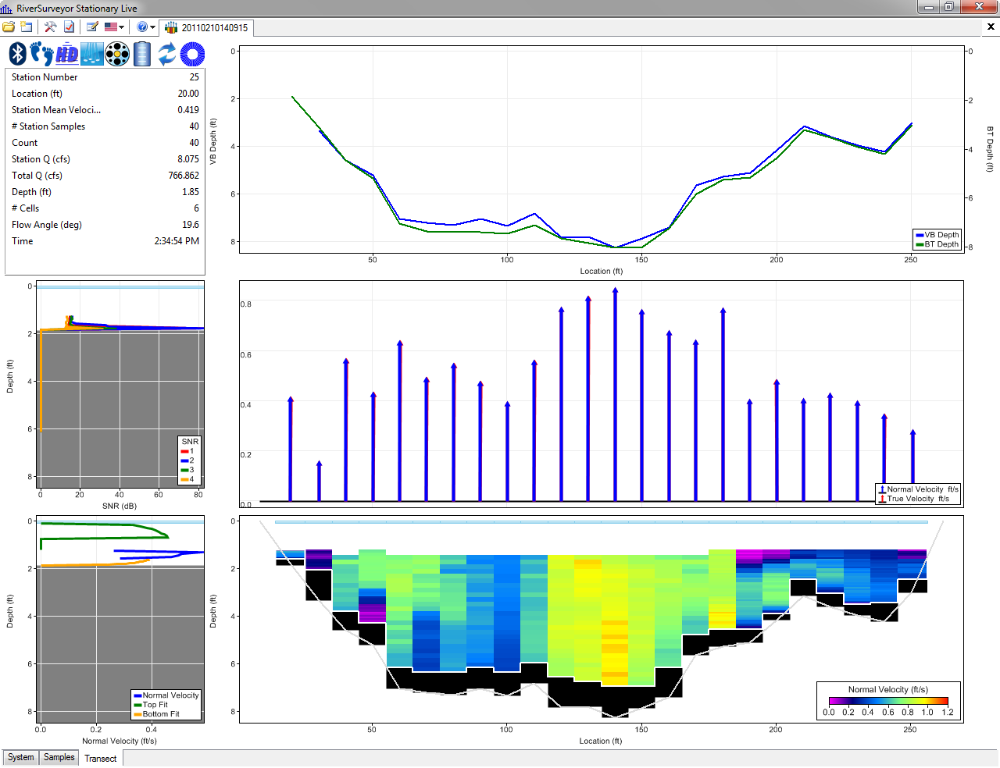 RiverSurveyor Stationary Live
20110210140915
HD
Station Number 25
Location (ft) 20.00
Station Mean Veloci... 0.419
# Station Samples 40
Count 40
Station Q (cfs) 8.075
Total Q (cfs) 766.862
Depth (ft) 1.85
# Cells 6
Flow Angle (deg) 19.6
Time 2:34:54 PM
0 2 4 6 8
VB Depth (ft)
0 2 4 6 8
BT Depth (ft)
VB Depth
BT Depth
50 100 150 200 250
Location (ft)
0 2 4 6 8
Depth (ft)
SNR
1
2
3
4
0 20 40 60 80
SNR (dB)
0.8
0.6
0.4
0.2
0.0
Normal Velocity ft/s
True Velocity ft/s
0 2 4 6 8
Depth (ft)
Normal Velocity
Top Fit
Bottom Fit
0.0 0.2 0.4
Normal Velocity (ft/s)
0 2 4 6 8
Depth (ft)
Normal Velocity (ft/s)
0.0 0.2 0.4 0.6 0.8 1.0 1.2
50 100 150 200 250
Location (ft)
System Samples Transect